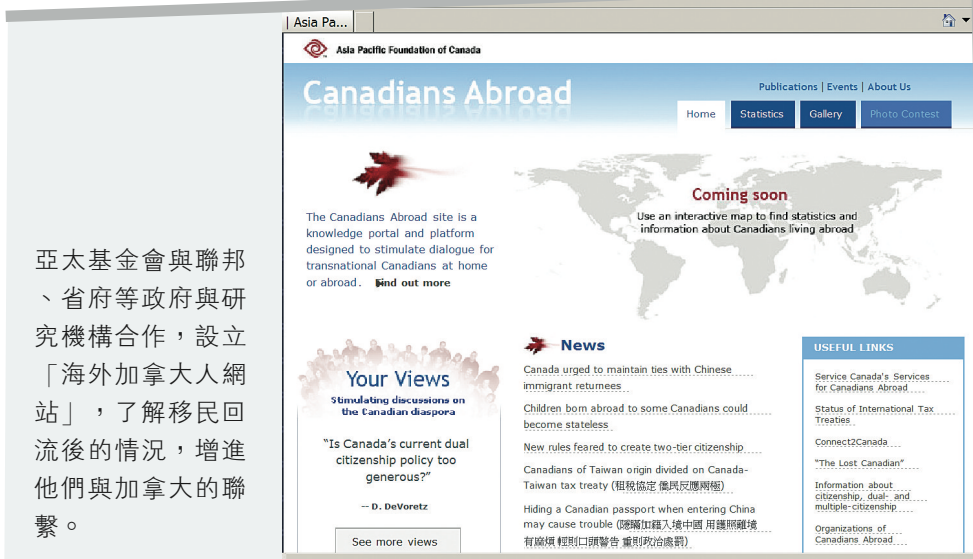 亞太基金會與聯邦
、省府等政府與研
究機構合作，設立
「海外加拿大人網
站」，了解移民回
流後的情況，增進
他們與加拿大的聯
繫。
| Asia Pa...
Asia Pacific Foundation of Canada
Canadians Abroad
Publications | Events | About Us
Home
Statistics
Gallery
Photo Contest
The Canadians Abroad site is a
knowledge portal and platform
designed to stimulate dialogue for
transnational Canadians at home
or abroad. Find out more
Coming soon
Use an interactive map to find statistics and
information about Canadians living abroad
Your Views
Stimulating discussions on
the Canadian diaspora
"Is Canada's current dual
citizenship policy too
generous?"
-- D. DeVoretz
See more views
News
Canada urged to maintain ties with Chinese
immigrant returnees
Children born abroad to some Canadians could
become stateless
New rules feared to create two-tier citizenship
Canadians of Taiwan origin divided on Canada-
Taiwan tax treaty (租稅協定 僑民反應兩極)
Hiding a Canadian passport when entering China
may cause trouble (隱瞞加籍入境中國 用護照離境
有麻煩 輕則口頭警告 重則政治處罰)
USEFUL LINKS
Service Canada's Services
for Canadians Abroad
Status of International Tax
Treaties
Connect2Canada
"The Lost Canadian"
Information about
citizenship, dual- and
multiple-citizenship
Organizations of
Canadians Abroad